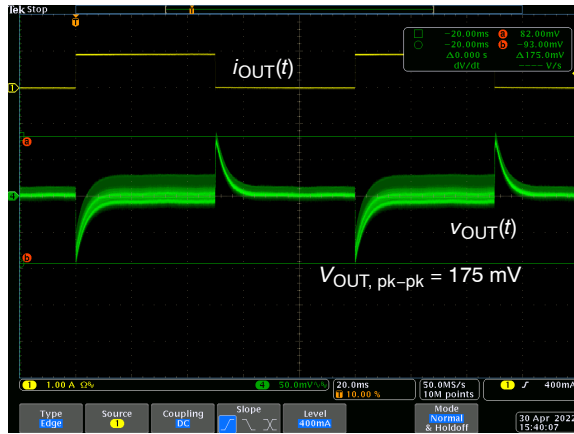 Tek Stop
T
T
-20.00ms a 82.00mV
-20.00ms b -93.00mV
Δ0.000 s Δ175.0mV
dV/dt ---- V/s
iOUT(t)
1
a
4
vOUT(t)
b
VOUT, pk–pk = 175 mV
1 1.00 A Ω 4 50.0mV 20.0ms 50.0MS/s 1 400mA
T 10.00 % 10M points
Type Source Coupling Slope Level Mode
Edge 1 DC 400mA Normal
& Holdoff
30 Apr 2022
15:40:07